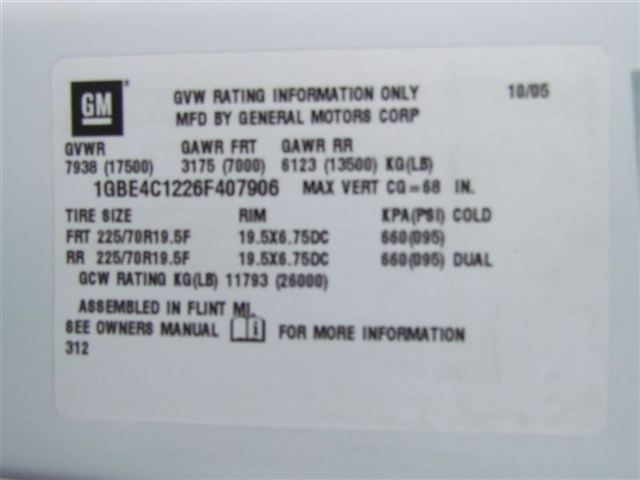 GM
GVW RATING INFORMATION ONLY 10/05
MFD BY GENERAL MOTORS CORP
GVWR GAWR FRT GAWR RR
7938 (17500) 3175 (7000) 6123 (13500) KG(LB)
1GBE4C1226F407906 MAX VERT CG=68 IN.
TIRE SIZE RIM KPA(PSI) COLD
FRT 225/70R19.5F 19.5X6.75DC 660(095)
RR 225/70R19.5F 19.5X6.75DC 660(095) DUAL
GCW RATING KG(LB) 11793 (26000)
ASSEMBLED IN FLINT MI.
SEE OWNERS MANUAL i FOR MORE INFORMATION
312